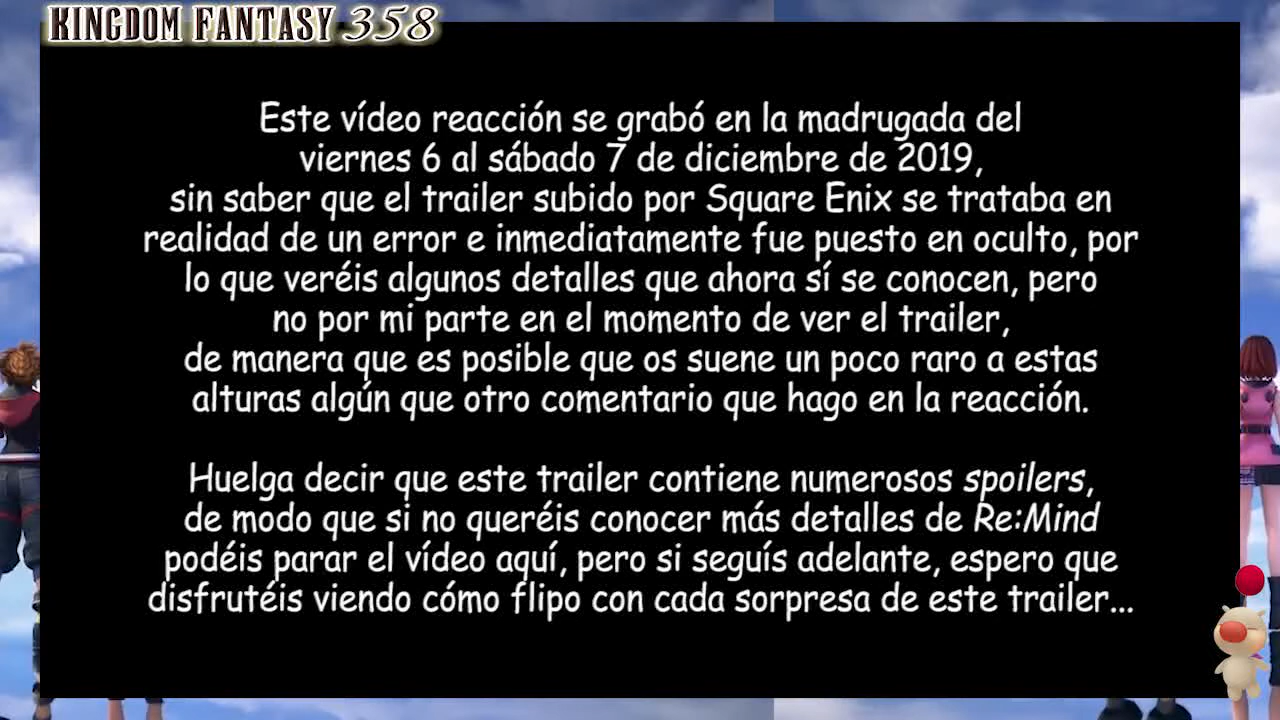 KINGDOM FANTASY 358
Este vídeo reacción se grabó en la madrugada del
viernes 6 al sábado 7 de diciembre de 2019,
sin saber que el trailer subido por Square Enix se trataba en
realidad de un error e inmediatamente fue puesto en oculto, por
lo que veréis algunos detalles que ahora sí se conocen, pero
no por mi parte en el momento de ver el trailer,
de manera que es posible que os suene un poco raro a estas
alturas algún que otro comentario que hago en la reacción.
Huelga decir que este trailer contiene numerosos spoilers,
de modo que si no queréis conocer más detalles de Re:Mind
podéis parar el vídeo aquí, pero si seguís adelante, espero que
disfrutéis viendo cómo flipo con cada sorpresa de este trailer...